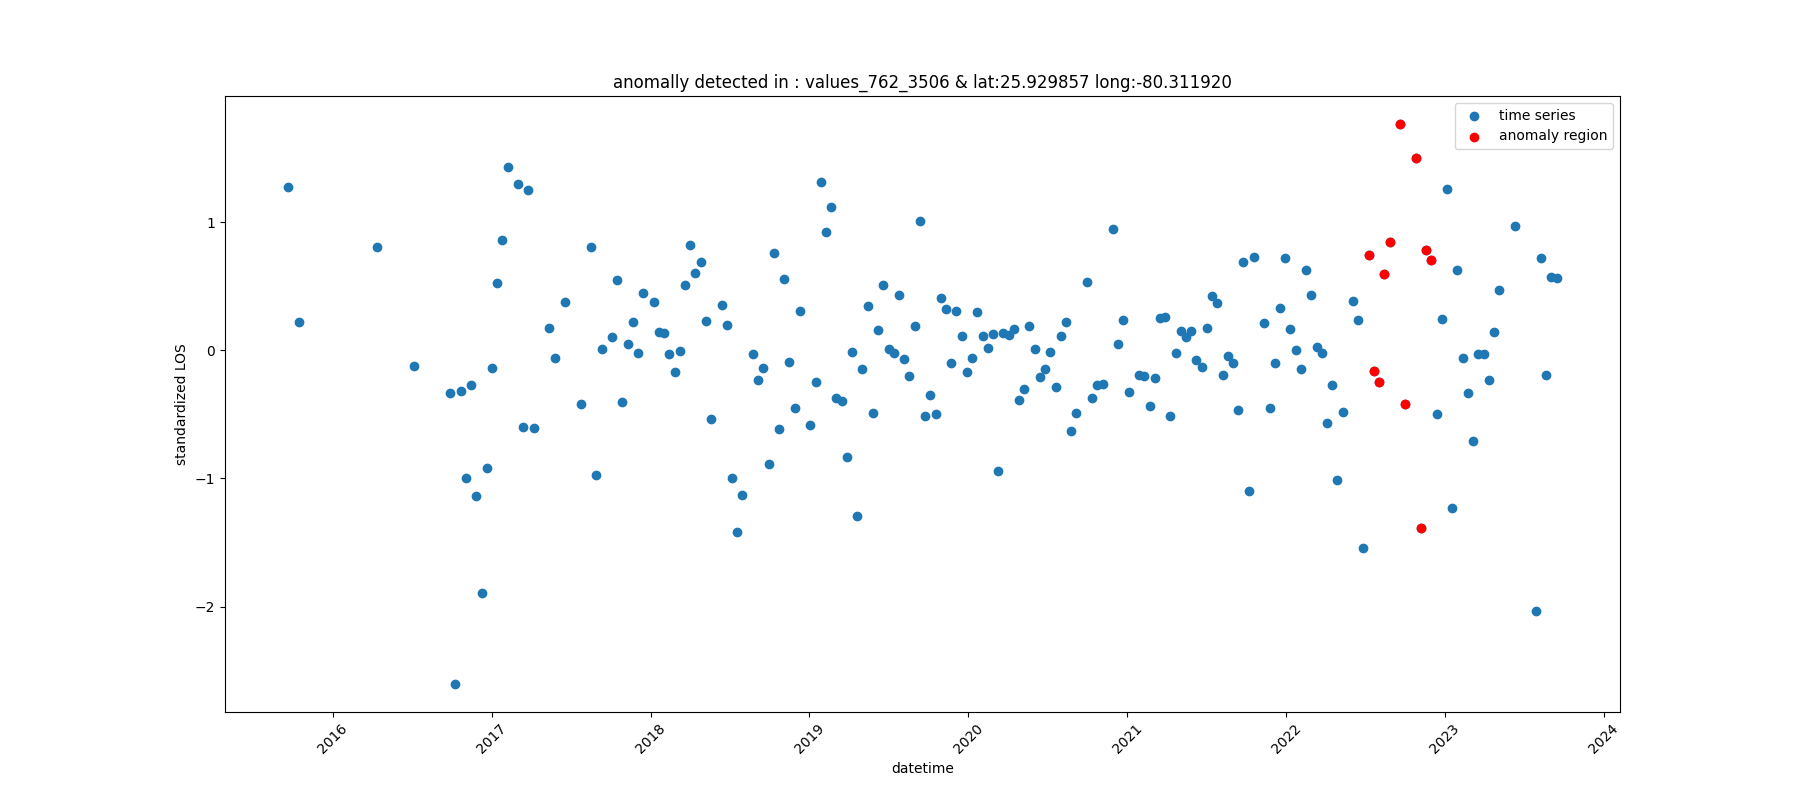 anomally detected in : values_762_3506 & lat:25.929857 long:-80.311920
time series
anomaly region
standardized LOS
1
0
−1
−2
2016
2017
2018
2019
2020
2021
2022
2023
2024
datetime